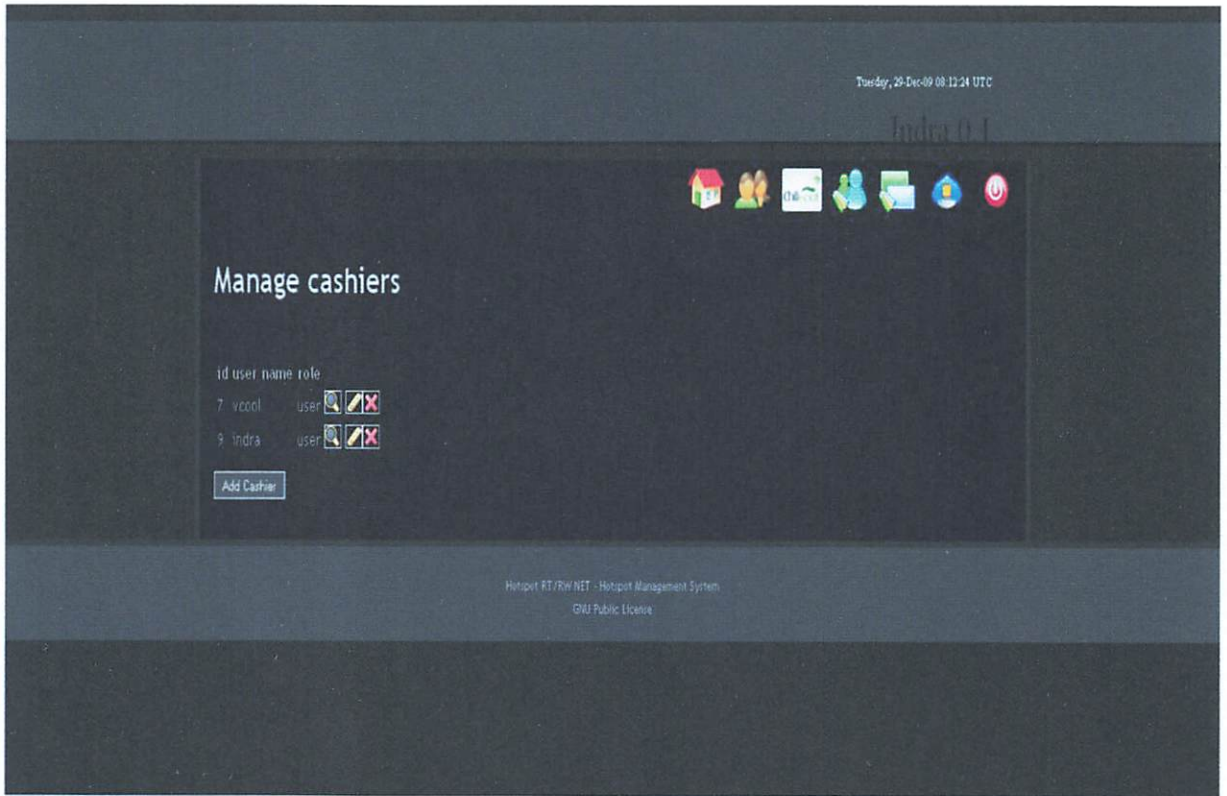 Tuesday, 29-Dec-09 08:12:24 UTC
Indra 0.1
Manage cashiers
id user name role
7 vcool user
9 indra user
Add Cashier
Hotspot RT/RW NET - Hotspot Management System
GNU Public License